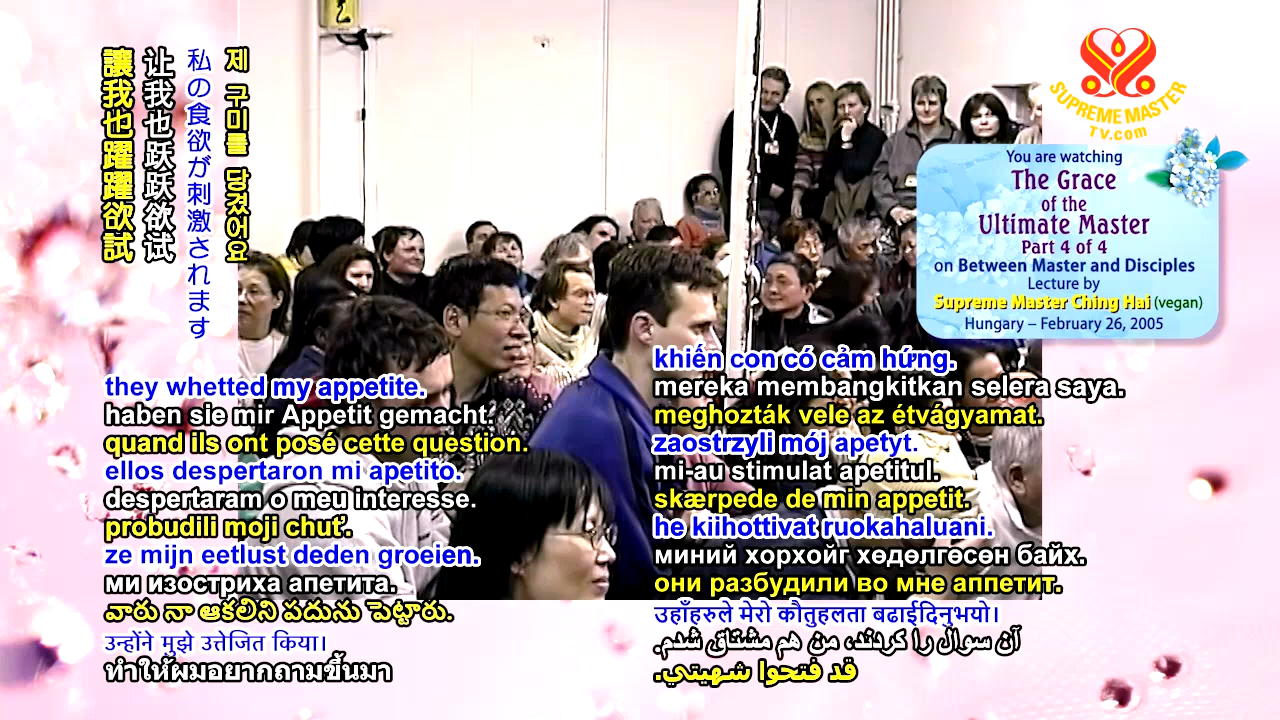 讓我也躍躍欲試
让我也跃跃欲试
私の食欲が刺激されます
제 구미를 당겼어요
SUPREME MASTER
TV.com
You are watching
The Grace
of the
Ultimate Master
Part 4 of 4
on Between Master and Disciples
Lecture by
Supreme Master Ching Hai (vegan)
Hungary – February 26, 2005
they whetted my appetite.
haben sie mir Appetit gemacht.
quand ils ont posé cette question.
ellos despertaron mi apetito.
despertaram o meu interesse.
probudili moji chuť.
ze mijn eetlust deden groeien.
ми изостриха апетита.
వారు నా ఆకలిని పదును పెట్టారు.
उन्होंने मुझे उत्तेजित किया।
ทำให้ผมอยากถามขึ้นมา
khiến con có cảm hứng.
mereka membangkitkan selera saya.
meghozták vele az étvágyamat.
zaostrzyli mój apetyt.
mi-au stimulat apetitul.
skærpede de min appetit.
he kiihottivat ruokahaluani.
миний хорхойг хөдөлгөсөн байх.
они разбудили во мне аппетит.
उहाँहरुले मेरो कौतुहलता बढाईदिनुभयो।
آن سوال را کردند، من هم مشتاق شدم.
قد فتحوا شهيتي.